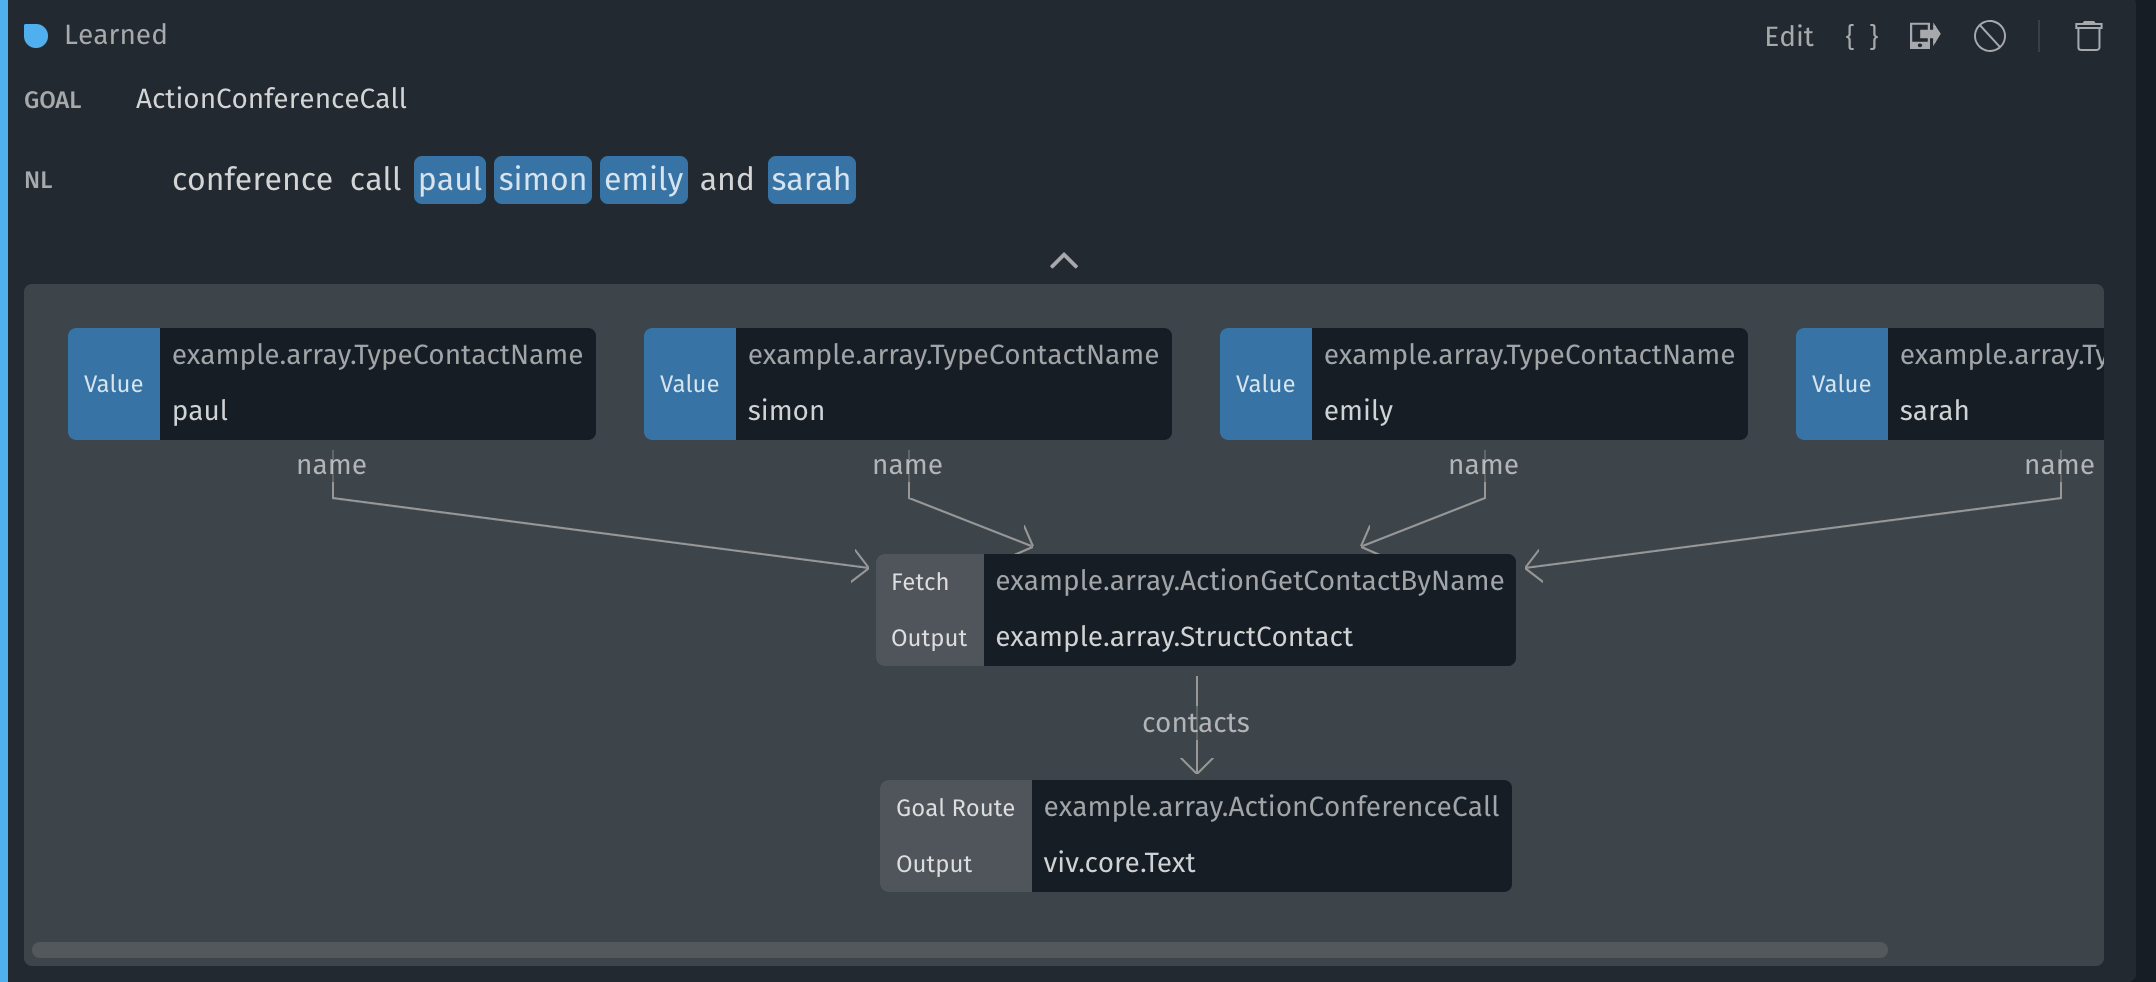 Learned
Edit { }
GOAL ActionConferenceCall
NL conference call paul simon emily and sarah
Value example.array.TypeContactName paul
Value example.array.TypeContactName simon
Value example.array.TypeContactName emily
Value example.array.Ty sarah
name name name name
Fetch example.array.ActionGetContactByName
Output example.array.StructContact
contacts
Goal Route example.array.ActionConferenceCall
Output viv.core.Text